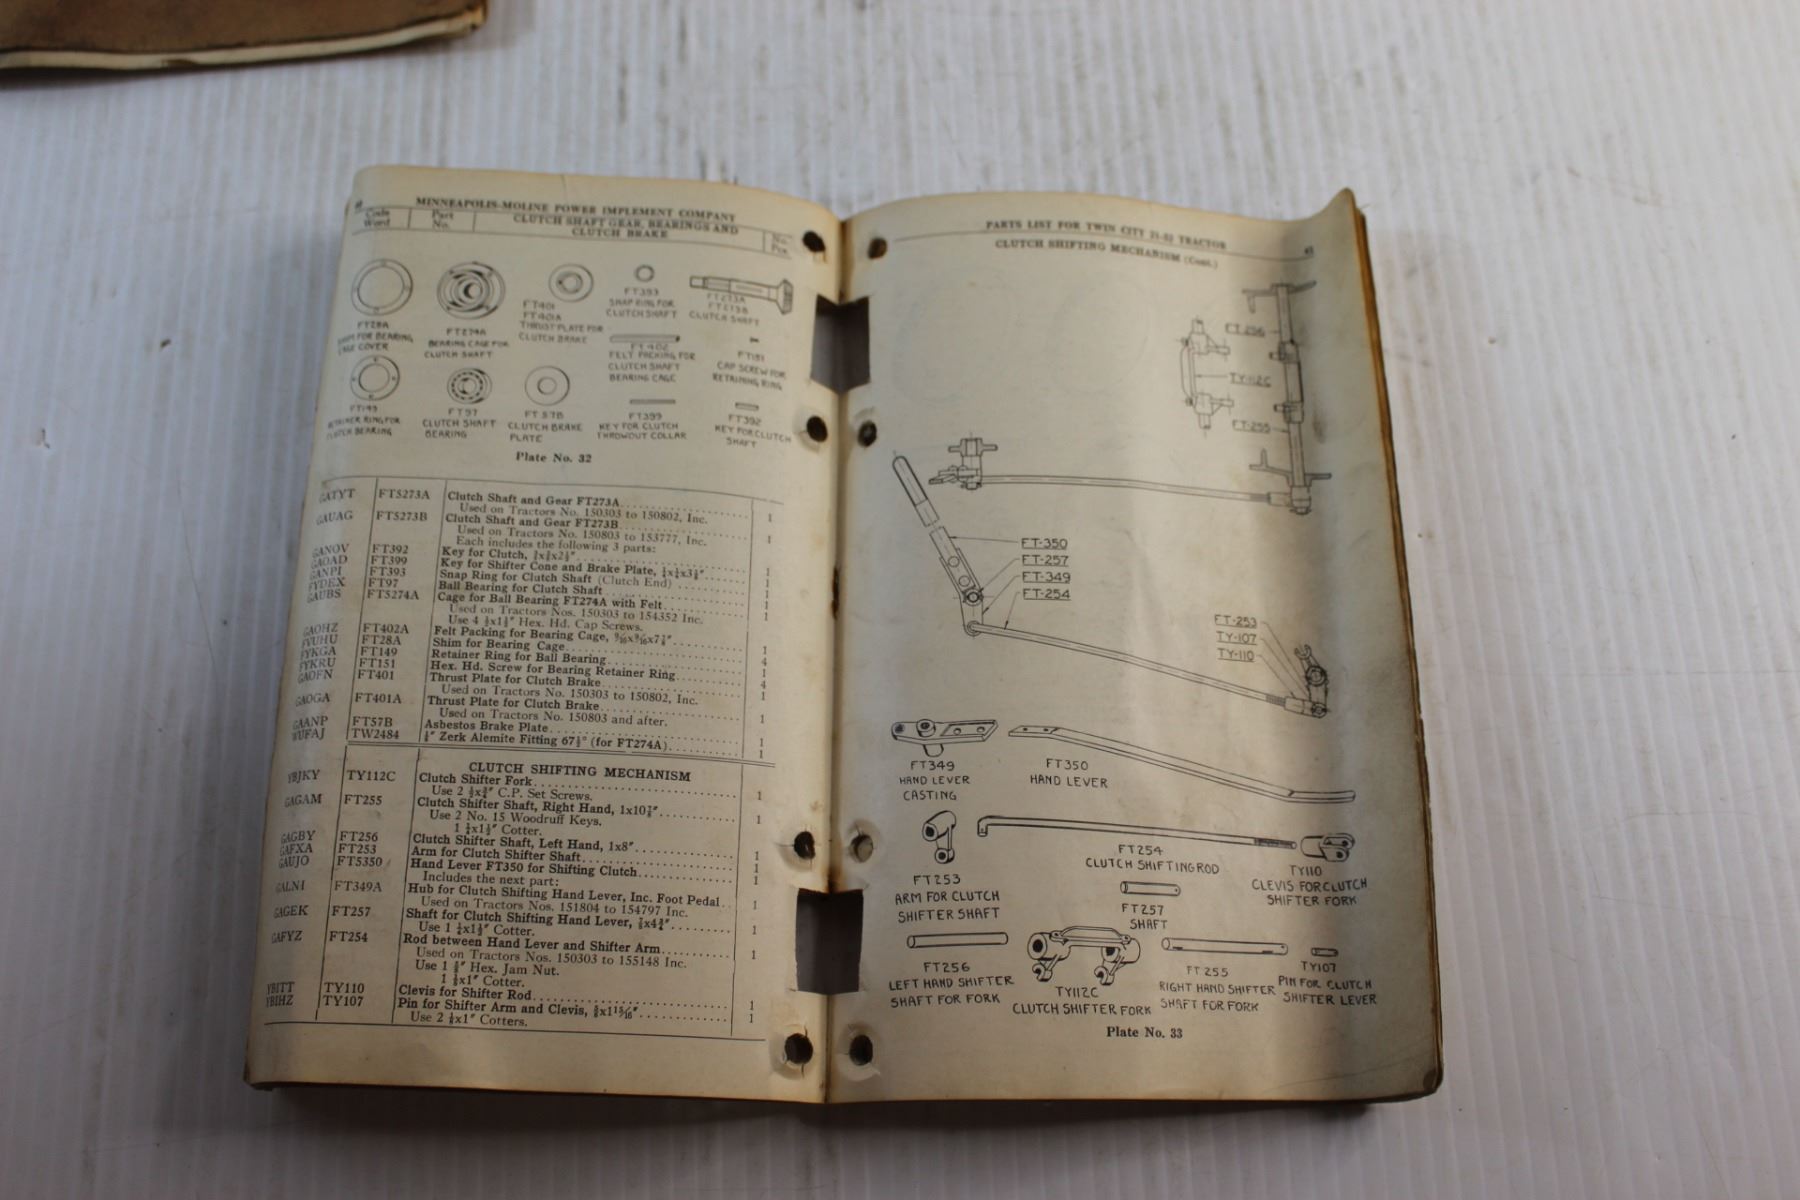 MINNEAPOLIS-MOLINE POWER IMPLEMENT COMPANY
Code Word Part No. CLUTCH SHAFT GEAR, BEARINGS AND CLUTCH BRAKE No. Pcs.
FT28A
FOR BEARING
CAGE COVER
FT274A
BEARING CAGE FOR
CLUTCH SHAFT
FT401
FT401A
THRUST PLATE FOR
CLUTCH BRAKE
FT393
SNAP RING FOR
CLUTCH SHAFT
FT273A
FT273B
CLUTCH SHAFT
FT402
FELT PACKING FOR
CLUTCH SHAFT
BEARING CAGE
FT151
CAP SCREW FOR
RETAINING RING
FT149
RETAINER RING FOR
CLUTCH BEARING
FT97
CLUTCH SHAFT
BEARING
FT57B
CLUTCH BRAKE
PLATE
FT399
KEY FOR CLUTCH
THROWOUT COLLAR
FT392
KEY FOR CLUTCH
SHAFT
Plate No. 32
GATYT FT5273A Clutch Shaft and Gear FT273A 1
Used on Tractors No. 150303 to 150802, Inc.
GAUAG FT5273B Clutch Shaft and Gear FT273B 1
Used on Tractors No. 150803 to 153777, Inc.
Each includes the following 3 parts:
GANOV FT392 Key for Clutch, 1
GAOAD FT399 Key for Shifter Cone and Brake Plate, 1
GANPI FT393 Snap Ring for Clutch Shaft (Clutch End) 1
FYDEX FT97 Ball Bearing for Clutch Shaft 1
GAUBS FT5274A Cage for Ball Bearing FT274A with Felt 1
Used on Tractors Nos. 150303 to 154352 Inc.
Use 4 Hex. Hd. Cap Screws.
GAOHZ FT402A Felt Packing for Bearing Cage, 1
FVUHU FT28A Shim for Bearing Cage 4
FYKGA FT149 Retainer Ring for Ball Bearing 1
FYKRU FT151 Hex. Hd. Screw for Bearing Retainer Ring 4
GAOFN FT401 Thrust Plate for Clutch Brake 1
Used on Tractors No. 150303 to 150802, Inc.
GAOGA FT401A Thrust Plate for Clutch Brake 1
Used on Tractors No. 150803 and after.
GAANP FT57B Asbestos Brake Plate 1
WUFAJ TW2484 Zerk Alemite Fitting 67½° (for FT274A) 1
CLUTCH SHIFTING MECHANISM
YBJKY TY112C Clutch Shifter Fork 1
Use 2 C.P. Set Screws.
GAGAM FT255 Clutch Shifter Shaft, Right Hand, 1
Use 2 No. 15 Woodruff Keys.
1 Cotter.
GAGBY FT256 Clutch Shifter Shaft, Left Hand, 1x8" 1
GAFXA FT253 Arm for Clutch Shifter Shaft 1
GAUJO FT5350 Hand Lever FT350 for Shifting Clutch 1
Includes the next part:
GALNI FT349A Hub for Clutch Shifting Hand Lever, Inc. Foot Pedal 1
Used on Tractors Nos. 151804 to 154797 Inc.
GAGEK FT257 Shaft for Clutch Shifting Hand Lever, 1
Use 1 Cotter.
GAFYZ FT254 Rod between Hand Lever and Shifter Arm 1
Used on Tractors Nos. 150303 to 155148 Inc.
Use 1 Hex. Jam Nut.
1 Cotter.
YBITT TY110 Clevis for Shifter Rod 1
YBIHZ TY107 Pin for Shifter Arm and Clevis, 1
Use 2 Cotters.
PARTS LIST FOR TWIN CITY 21-32 TRACTOR
CLUTCH SHIFTING MECHANISM (Cont.)
FT-256
TY-112C
FT-255
FT-350
FT-257
FT-349
FT-254
FT-253
TY-107
TY-110
FT349
HAND LEVER
CASTING
FT350
HAND LEVER
FT253
ARM FOR CLUTCH
SHIFTER SHAFT
FT254
CLUTCH SHIFTING ROD
TY110
CLEVIS FOR CLUTCH
SHIFTER FORK
FT257
SHAFT
FT256
LEFT HAND SHIFTER
SHAFT FOR FORK
TY112C
CLUTCH SHIFTER FORK
FT255
RIGHT HAND SHIFTER
SHAFT FOR FORK
TY107
PIN FOR CLUTCH
SHIFTER LEVER
Plate No. 33